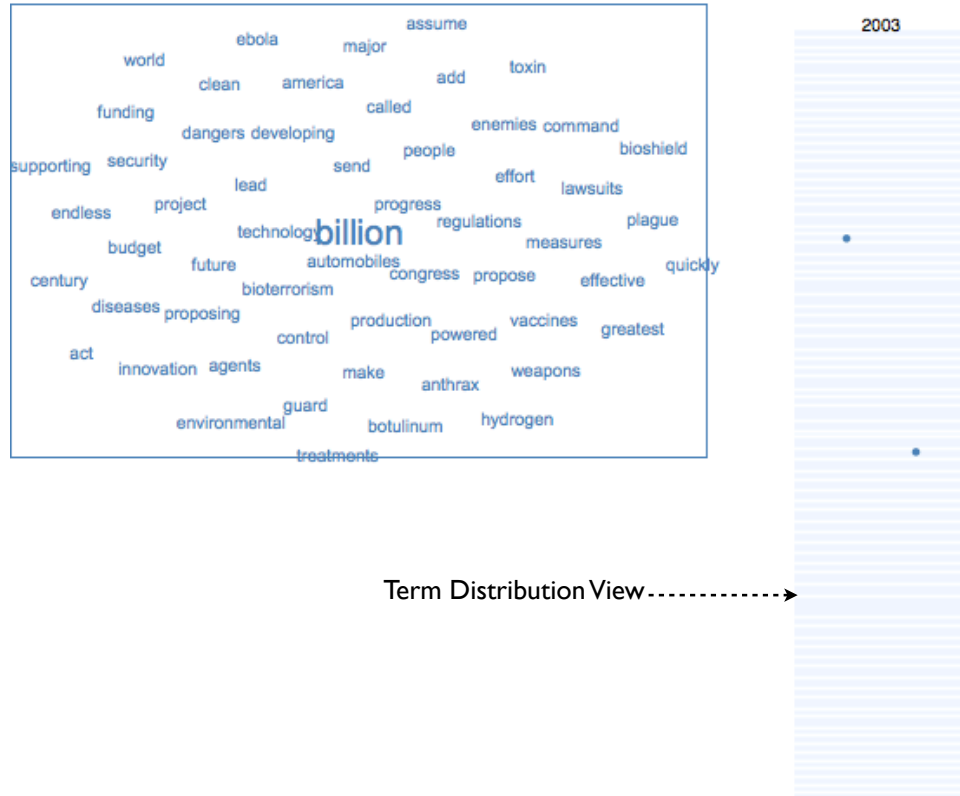 assume
2003
ebola
major
world
toxin
clean
america
add
funding
called
dangers developing
enemies command
people
bioshield
supporting
security
send
effort
lead
lawsuits
endless
project
progress
regulations
plague
technology
billion
measures
budget
future
automobiles
congress
propose
quickly
century
bioterrorism
effective
diseases
proposing
production
vaccines
control
powered
greatest
act
innovation
agents
make
anthrax
weapons
guard
environmental
botulinum
hydrogen
treatments
Term Distribution View